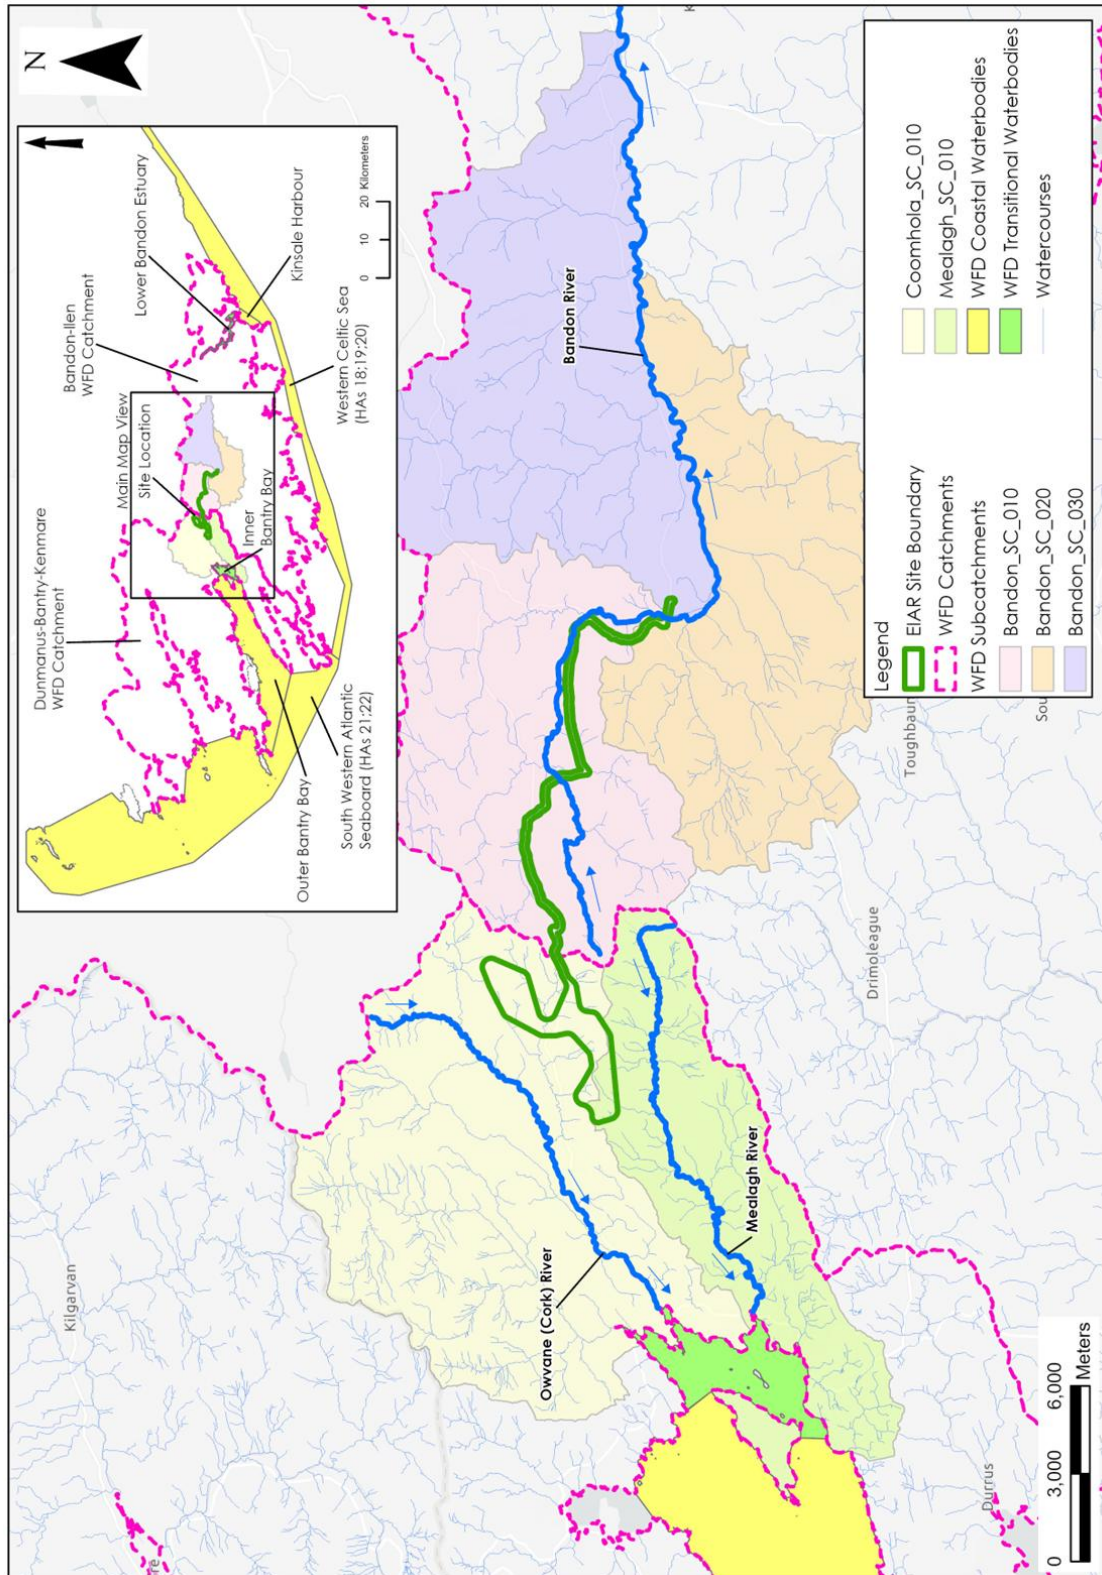 N
Dunmanus-Bantry-Kenmare
WFD Catchment
Main Map View
Site Location
Bandon-Ilen
WFD Catchment
Lower Bandon Estuary
Inner
Bantry Bay
Outer Bantry Bay
South Western Atlantic
Seaboard (HAs 21;22)
Western Celtic Sea
(HAs 18;19;20)
Kinsale Harbour
0 10 20 Kilometers
Kilgarvan
Owvane (Cork) River
Mealagh River
Bandon River
Drimoleague
Toughbaun
Sou
Durrus
re
K
0 3,000 6,000
Meters
Legend
EIAR Site Boundary
WFD Catchments
WFD Subcatchments
Bandon_SC_010
Bandon_SC_020
Bandon_SC_030
Coomhola_SC_010
Mealagh_SC_010
WFD Coastal Waterbodies
WFD Transitional Waterbodies
Watercourses